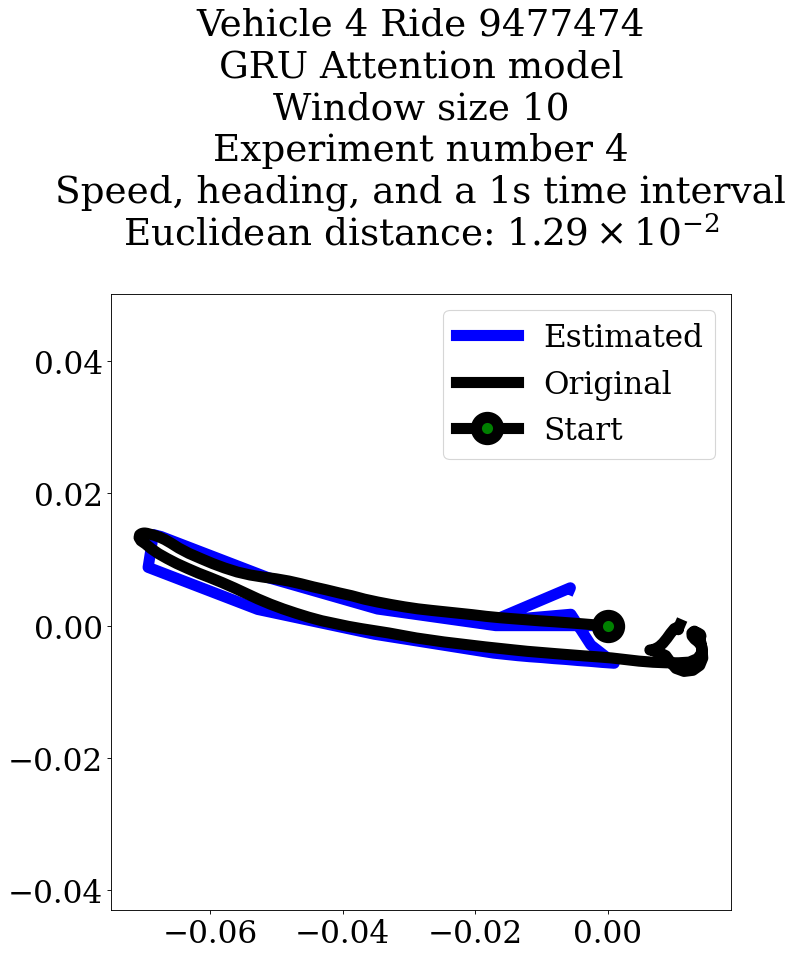 Vehicle 4 Ride 9477474
GRU Attention model
Window size 10
Experiment number 4
Speed, heading, and a 1s time interval
Euclidean distance: 1.29 × 10⁻²
Estimated
Original
Start
0.04
0.02
0.00
−0.02
−0.04
−0.06
−0.04
−0.02
0.00